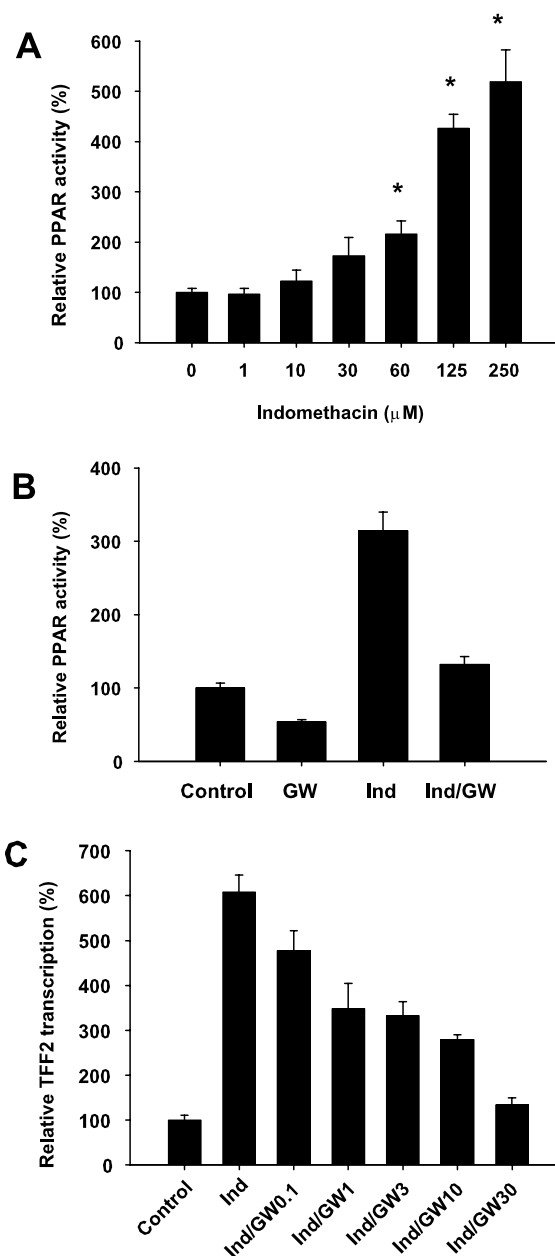 A
Relative PPAR activity (%)
600
500
400
300
200
100
0
*
*
*
0 1 10 30 60 125 250
Indomethacin (μM)
B
Relative PPAR activity (%)
400
300
200
100
0
Control GW Ind Ind/GW
C
Relative TFF2 transcription (%)
700
600
500
400
300
200
100
0
Control Ind Ind/GW0.1 Ind/GW1 Ind/GW3 Ind/GW10 Ind/GW30